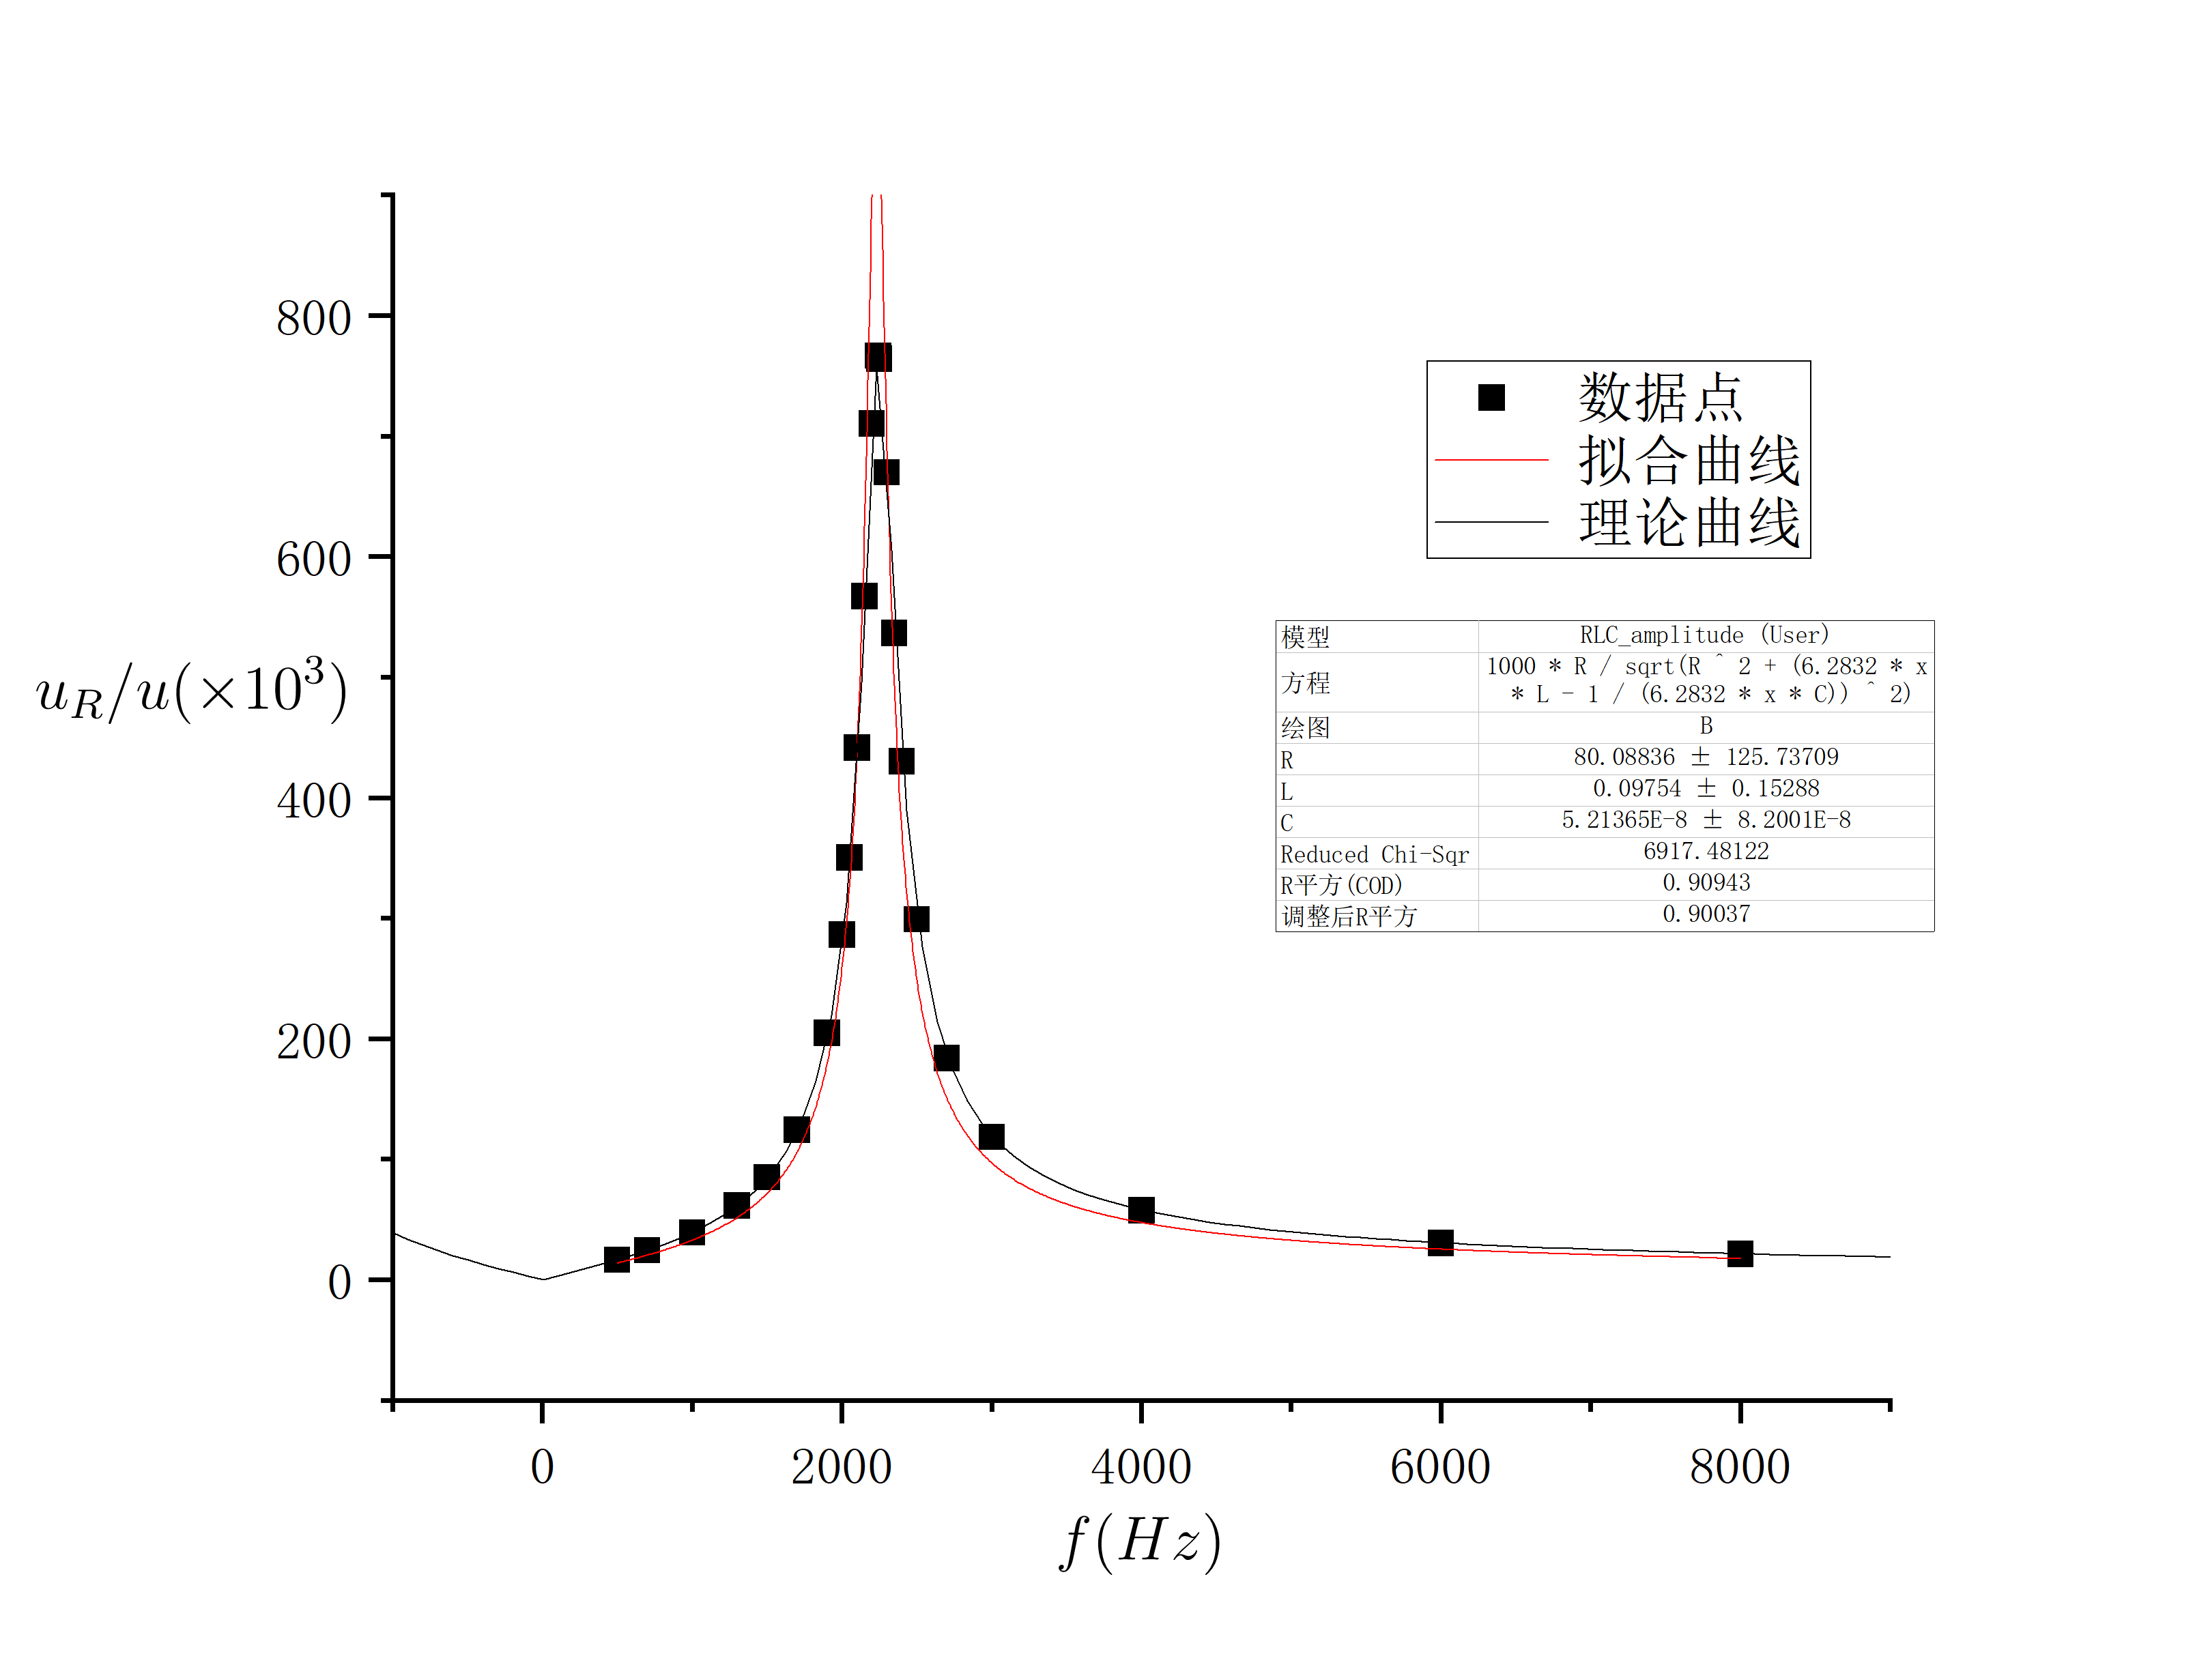 800
600
400
200
0
u_R/u(×10^3)
0 2000 4000 6000 8000
f(Hz)
数据点
拟合曲线
理论曲线
模型 RLC_amplitude (User)
方程 1000 * R / sqrt(R ^ 2 + (6.2832 * x
* L - 1 / (6.2832 * x * C)) ^ 2)
绘图 B
R 80.08836 ± 125.73709
L 0.09754 ± 0.15288
C 5.21365E-8 ± 8.2001E-8
Reduced Chi-Sqr 6917.48122
R平方(COD) 0.90943
调整后R平方 0.90037